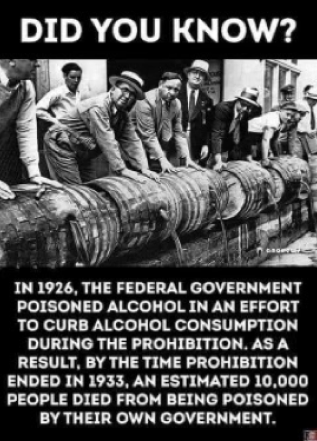 DID YOU KNOW?
IN 1926, THE FEDERAL GOVERNMENT
POISONED ALCOHOL IN AN EFFORT
TO CURB ALCOHOL CONSUMPTION
DURING THE PROHIBITION. AS A
RESULT, BY THE TIME PROHIBITION
ENDED IN 1933, AN ESTIMATED 10,000
PEOPLE DIED FROM BEING POISONED
BY THEIR OWN GOVERNMENT.